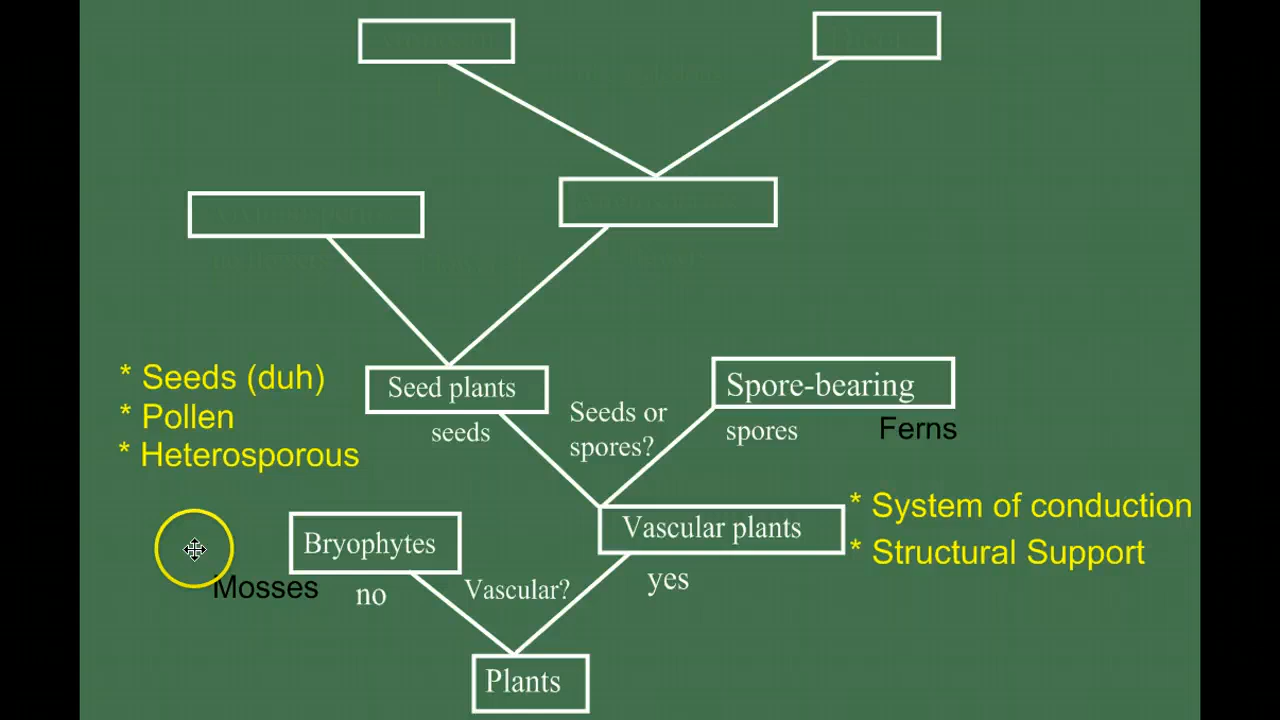 * Seeds (duh)
* Pollen
* Heterosporous
Seed plants
seeds
Seeds or
spores?
Spore-bearing
spores
Ferns
* System of conduction
* Structural Support
Vascular plants
yes
Bryophytes
Mosses
no
Vascular?
Plants